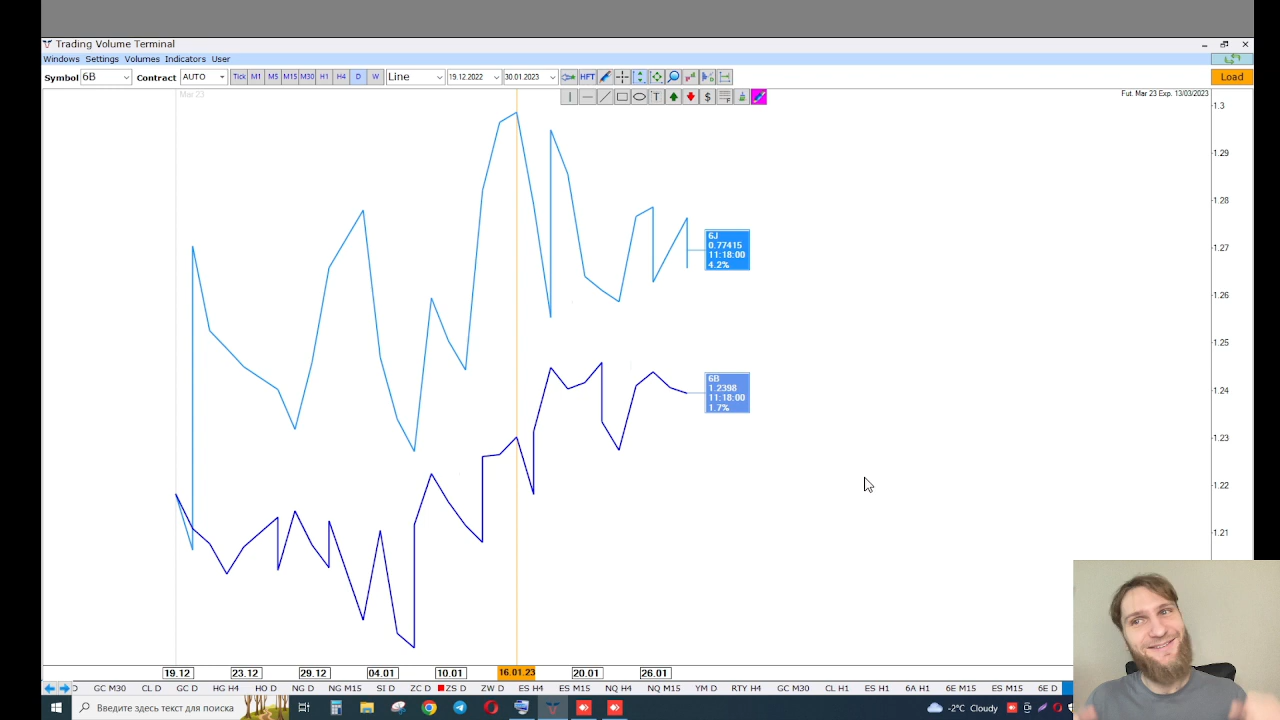 Trading Volume Terminal
Windows Settings Volumes Indicators User
Symbol 6B Contract AUTO Tick M1 M5 M15 M30 H1 H4 D W Line 19.12.2022 30.01.2023 HFT Load
T $
Mar 23
Fut. Mar 23 Exp. 13/03/2023
1.3
1.29
1.28
1.27
1.26
1.25
1.24
1.23
1.22
1.21
6J
0.77415
11:18:00
4.2%
6B
1.2398
11:18:00
1.7%
19.12 23.12 29.12 04.01 10.01 16.01.23 20.01 26.01
D GC M30 CL D GC D HG H4 HO D NG D NG M15 SI D ZC D ZS D ZW D ES H4 ES M15 NQ H4 NQ M15 YM D RTY H4 GC M30 CL H1 ES H1 6A H1 6E M15 ES M15 6E D
Введите здесь текст для поиска
-2°C Cloudy